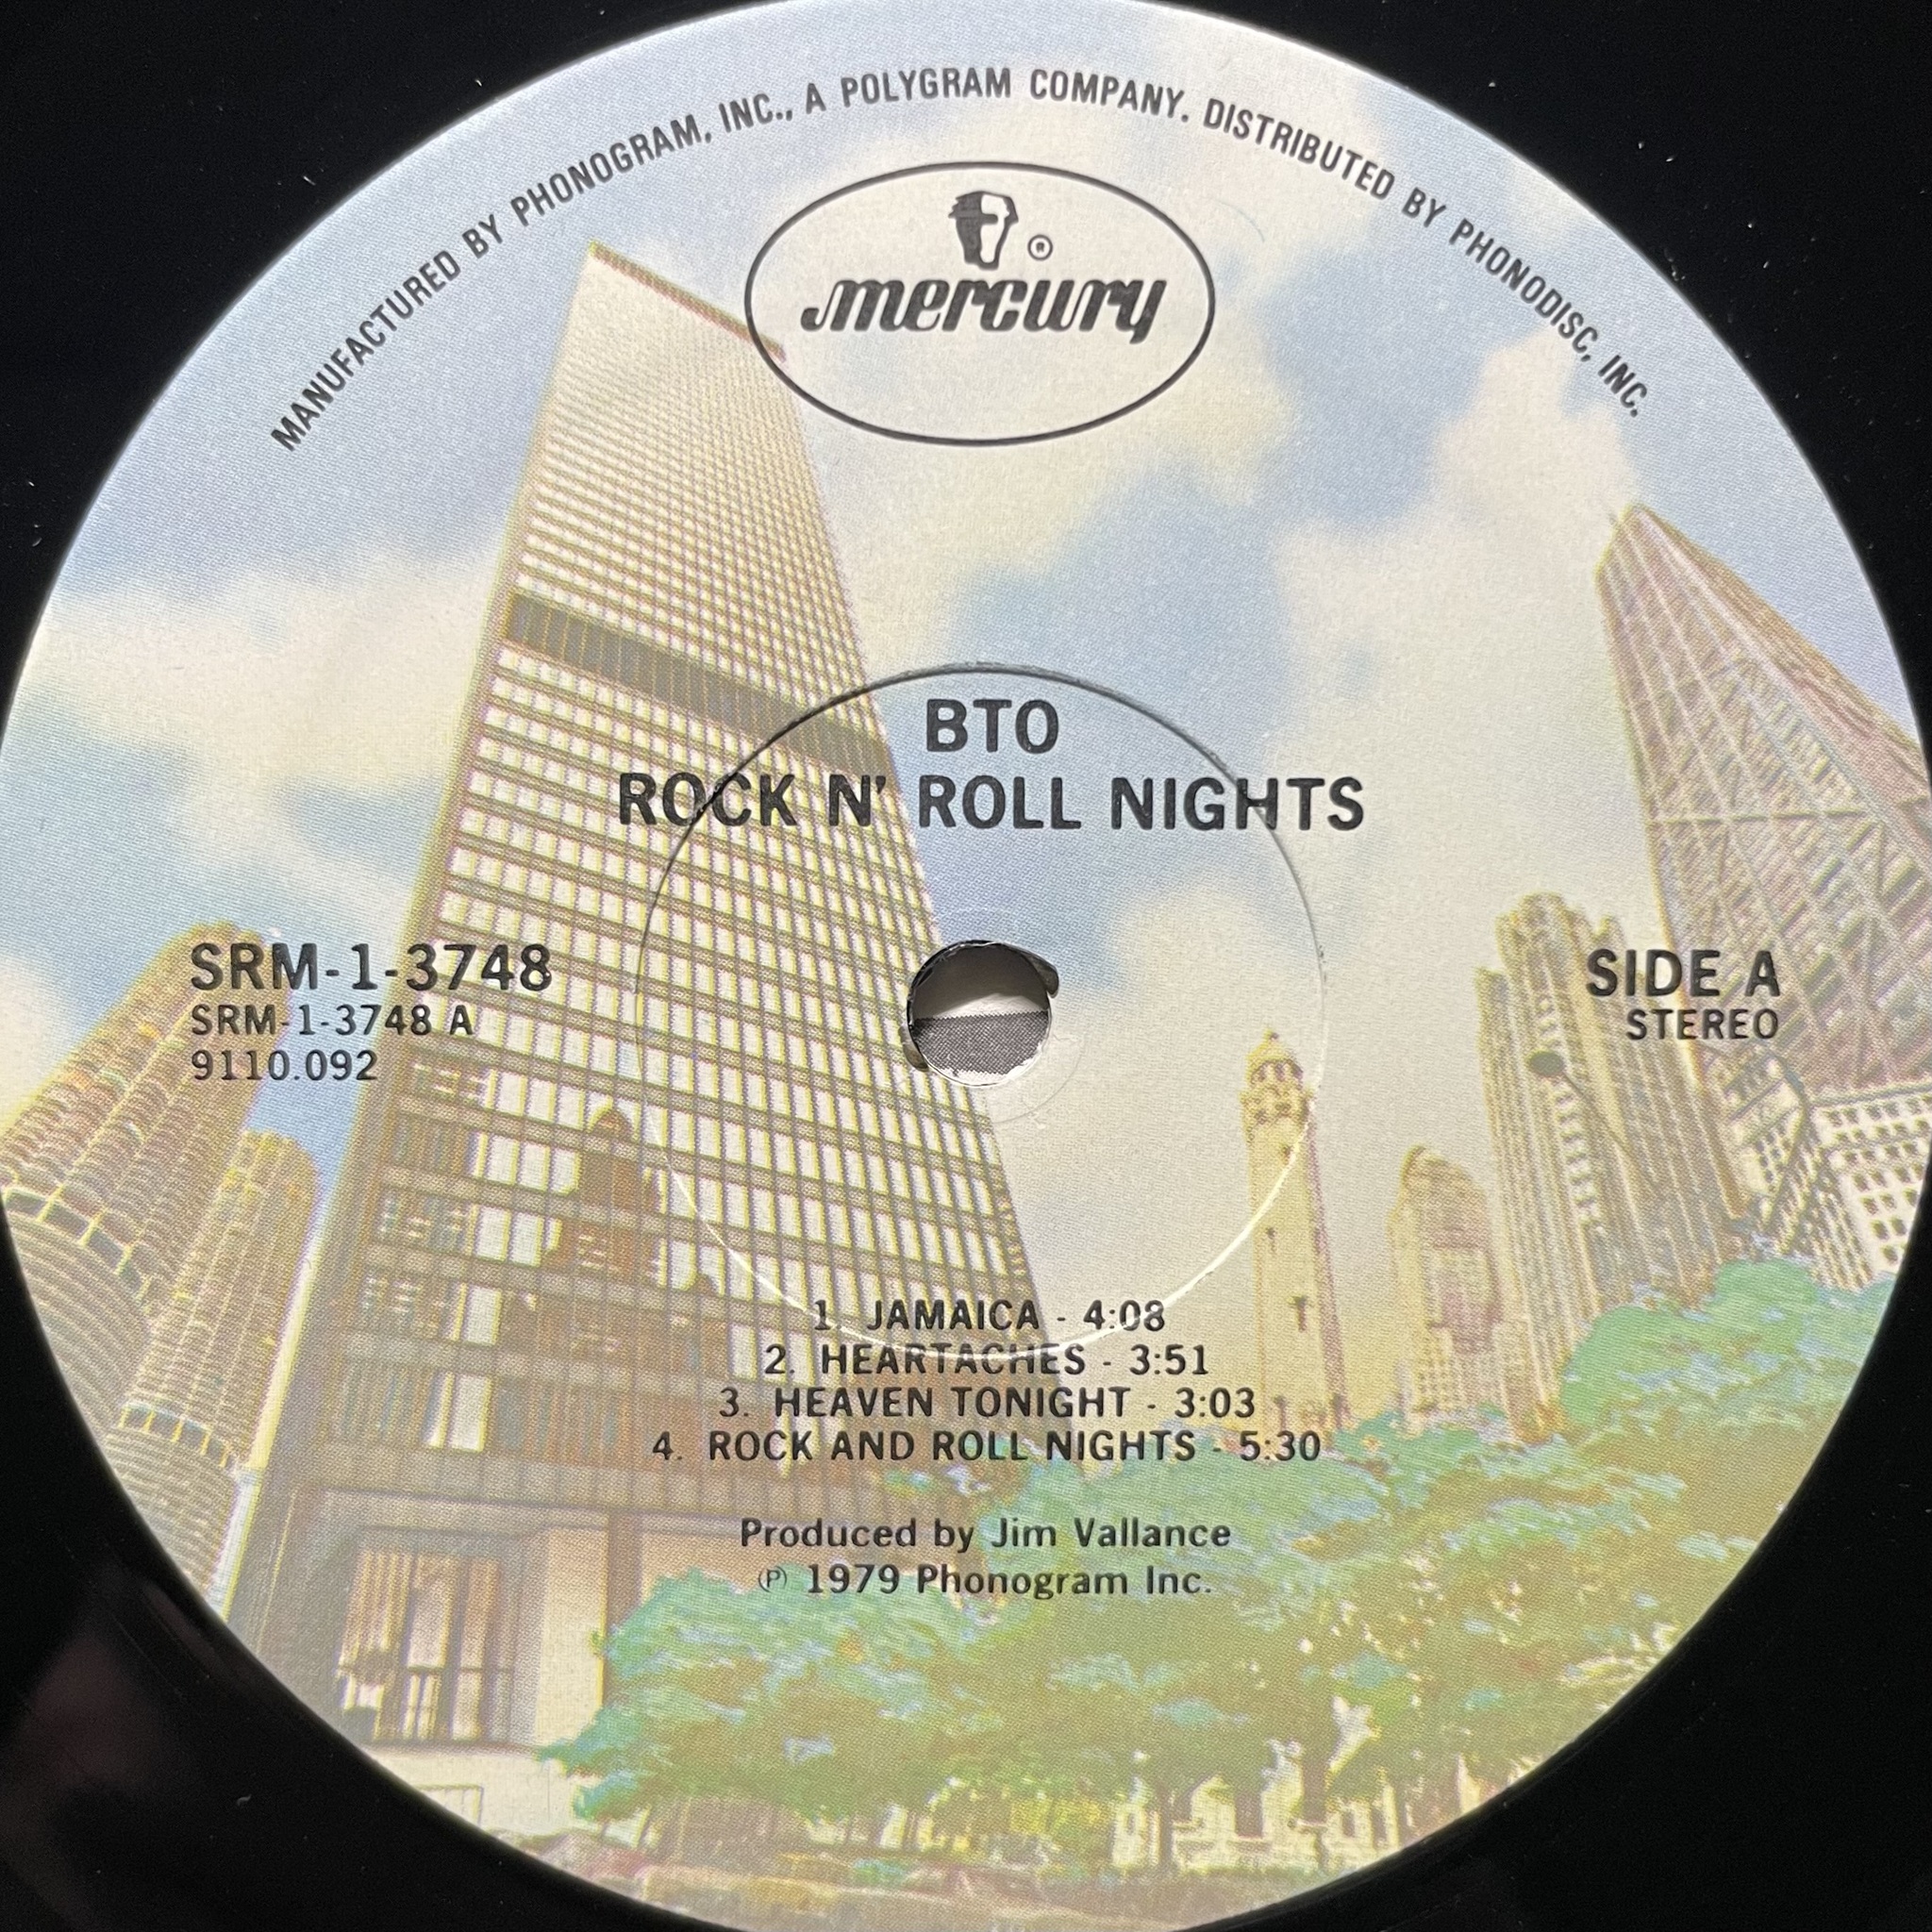 MANUFACTURED BY PHONOGRAM, INC., A POLYGRAM COMPANY. DISTRIBUTED BY PHONODISC, INC.
®
mercury
BTO
ROCK N' ROLL NIGHTS
SRM-1-3748
SRM-1-3748 A
9110.092
SIDE A
STEREO
1. JAMAICA - 4:08
2. HEARTACHES - 3:51
3. HEAVEN TONIGHT - 3:03
4. ROCK AND ROLL NIGHTS - 5:30
Produced by Jim Vallance
℗ 1979 Phonogram Inc.